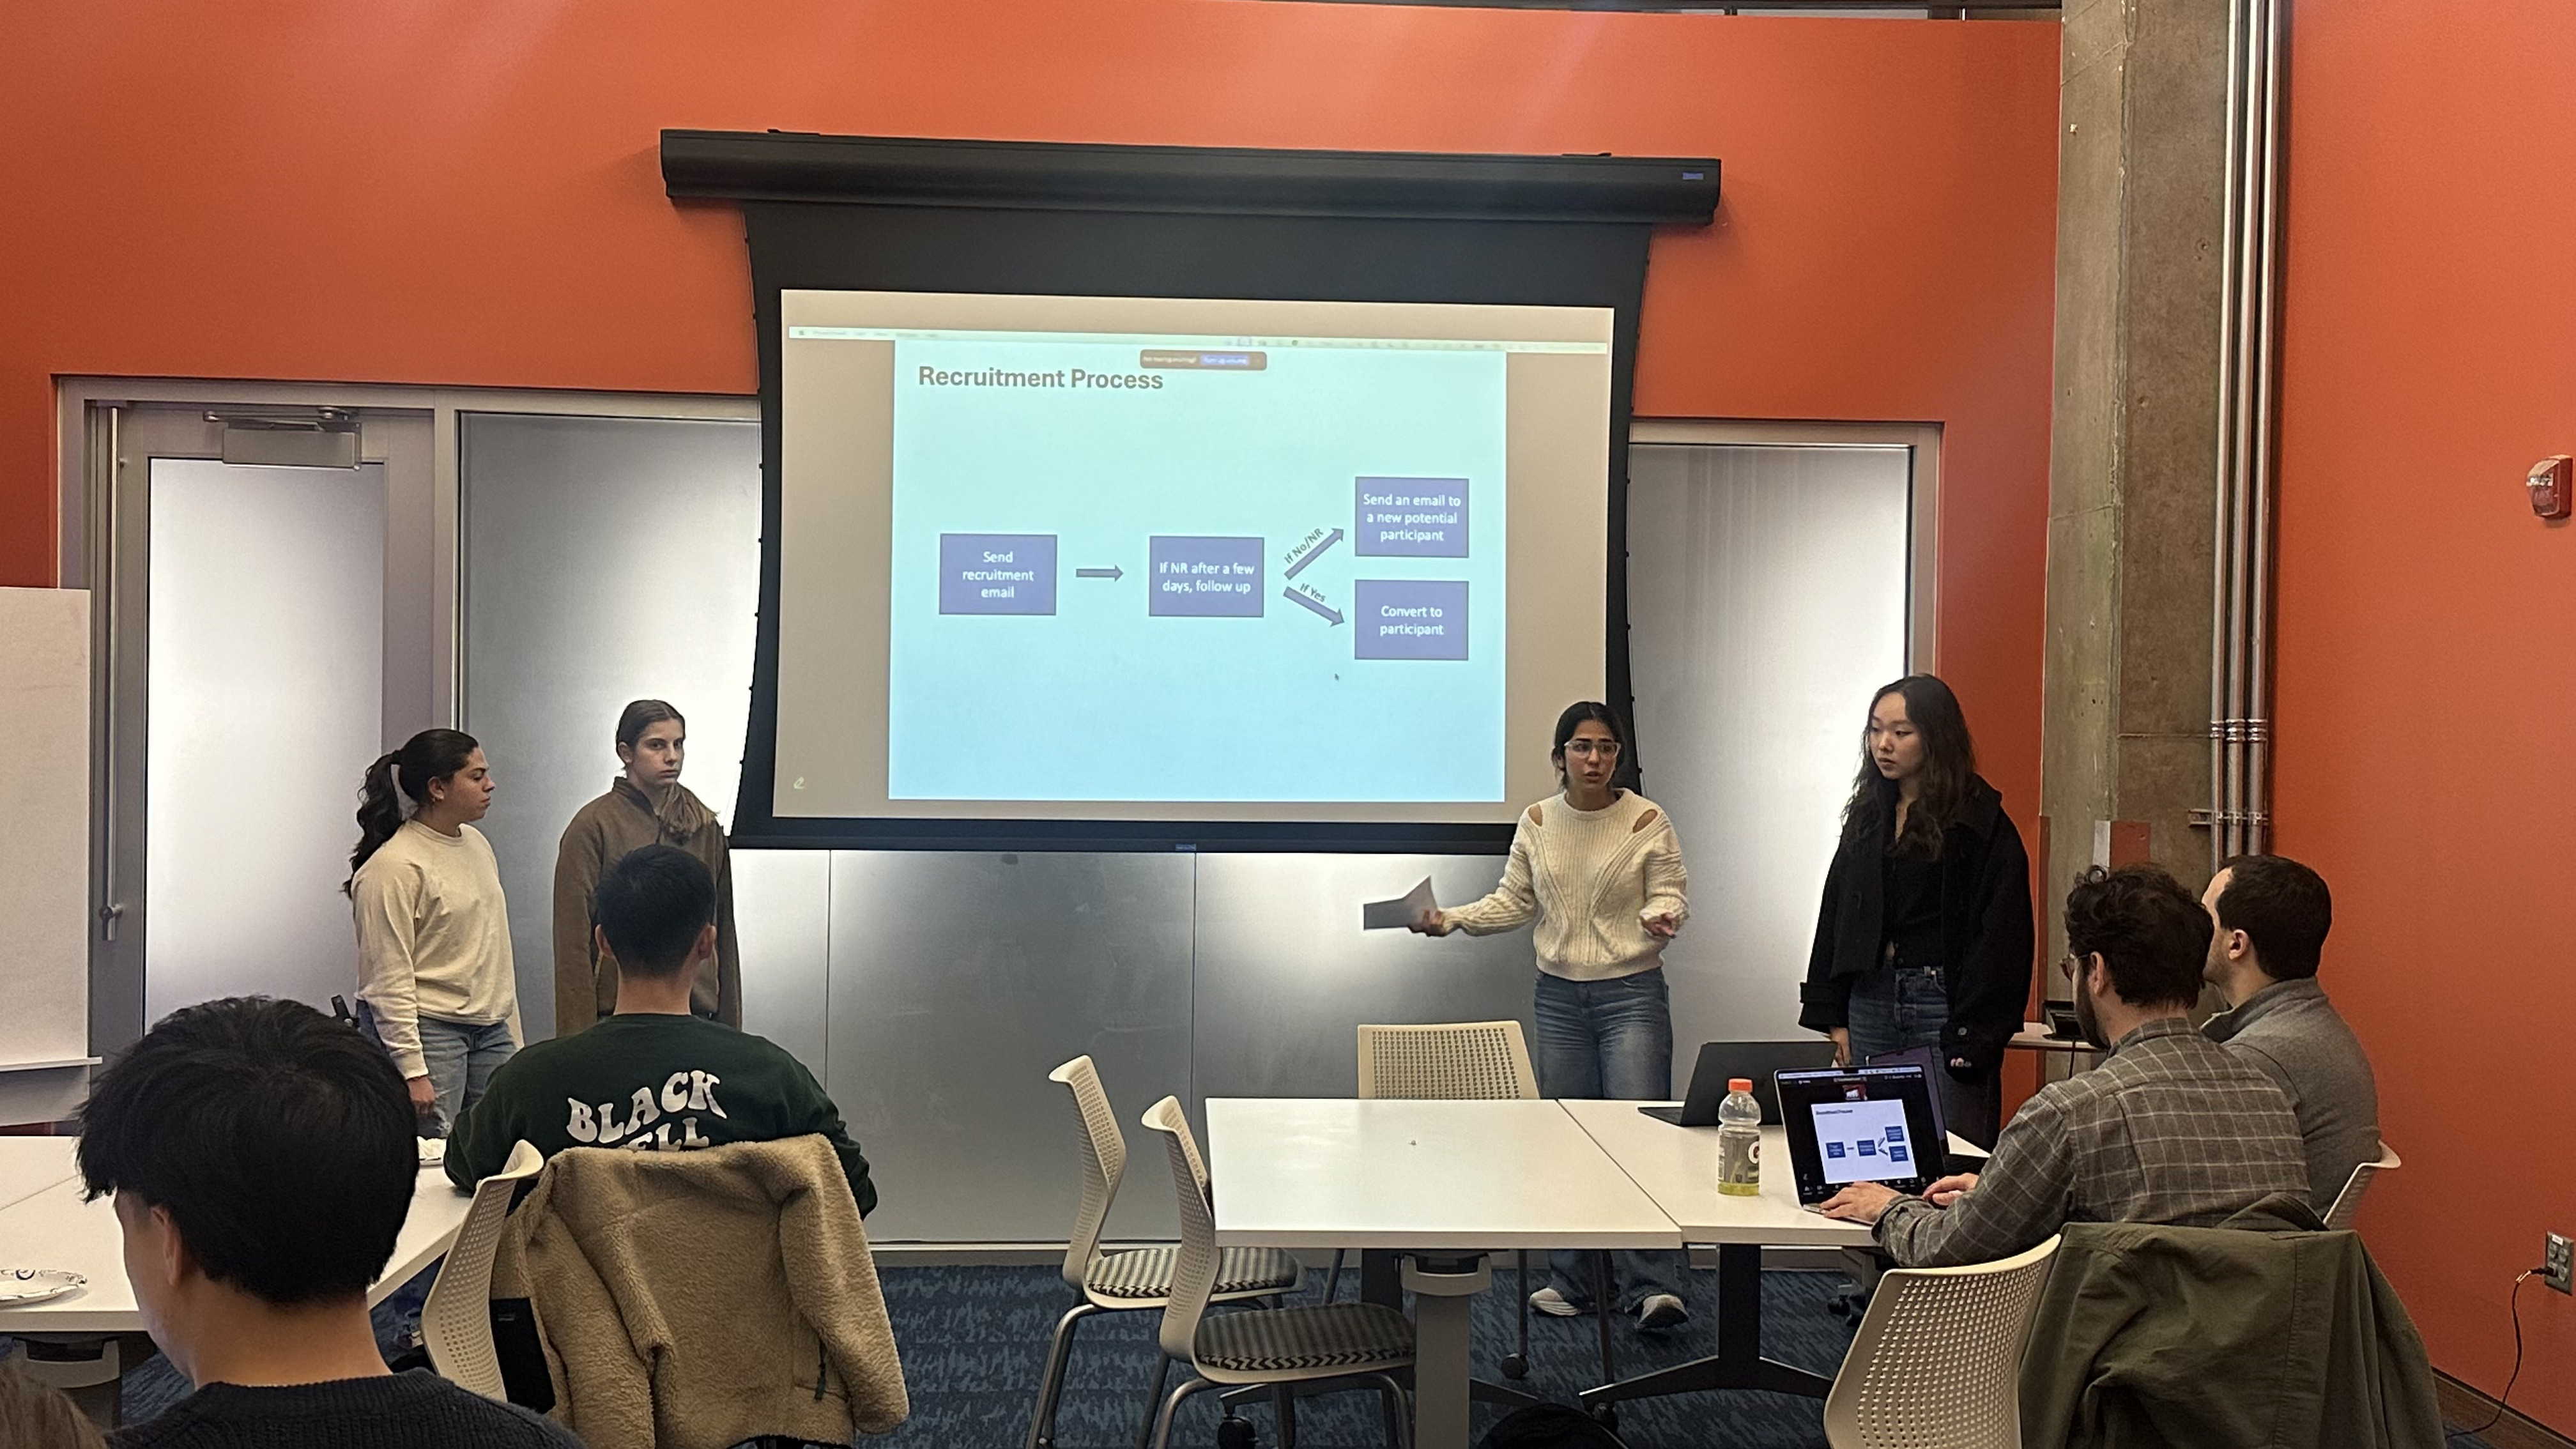 Recruitment Process
Send
recruitment
email
If NR after a few
days, follow up
If No/NR
If Yes
Send an email to
a new potential
participant
Convert to
participant
BLACK